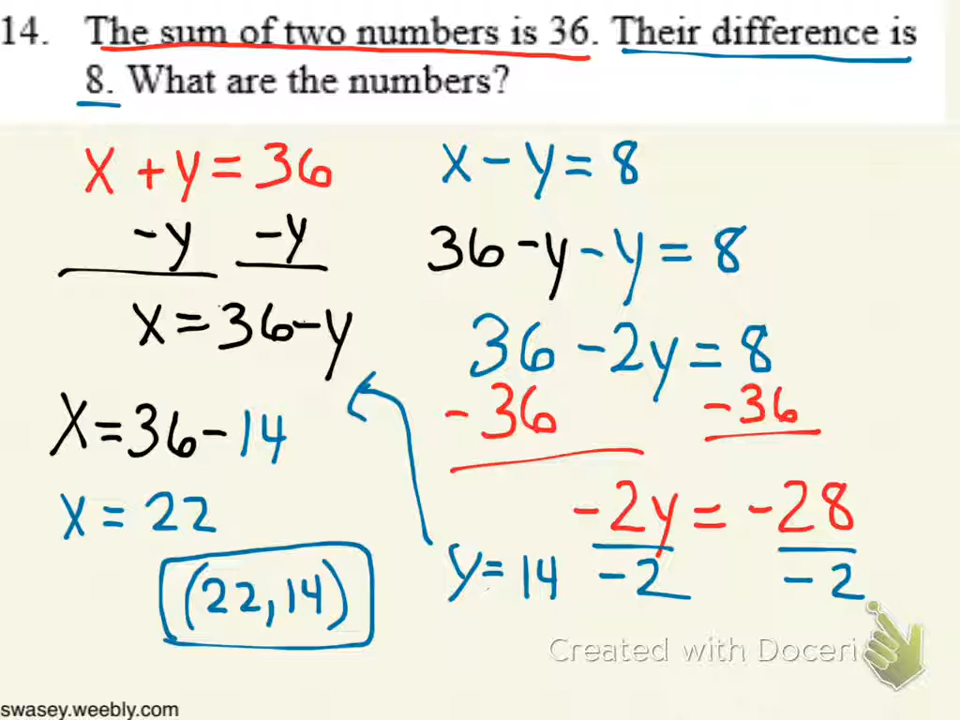 14. The sum of two numbers is 36. Their difference is
8. What are the numbers?
x + y = 36
-y -y
x = 36 - y
x = 36 - 14
x = 22
(22, 14)
x - y = 8
36 - y - y = 8
36 - 2y = 8
- 36 - 36
-2y = -28
-2 -2
y = 14
Created with Doceri
swasey.weebly.com